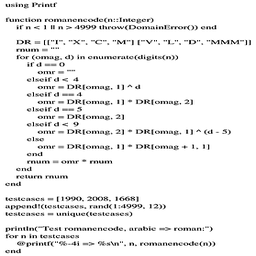 using Printf
function romanencode(n::Integer)
if n < 1 || n > 4999 throw(DomainError()) end
DR = [["I", "X", "C", "M"] ["V", "L", "D", "MMM"]]
rnum = ""
for (omag, d) in enumerate(digits(n))
if d == 0
omr = ""
elseif d < 4
omr = DR[omag, 1] ^ d
elseif d == 4
omr = DR[omag, 1] * DR[omag, 2]
elseif d == 5
omr = DR[omag, 2]
elseif d < 9
omr = DR[omag, 2] * DR[omag, 1] ^ (d - 5)
else
omr = DR[omag, 1] * DR[omag + 1, 1]
end
rnum = omr * rnum
end
return rnum
end
testcases = [1990, 2008, 1668]
append!(testcases, rand(1:4999, 12))
testcases = unique(testcases)
println("Test romanencode, arabic => roman:")
for n in testcases
@printf("%-4i => %s\n", n, romanencode(n))
end